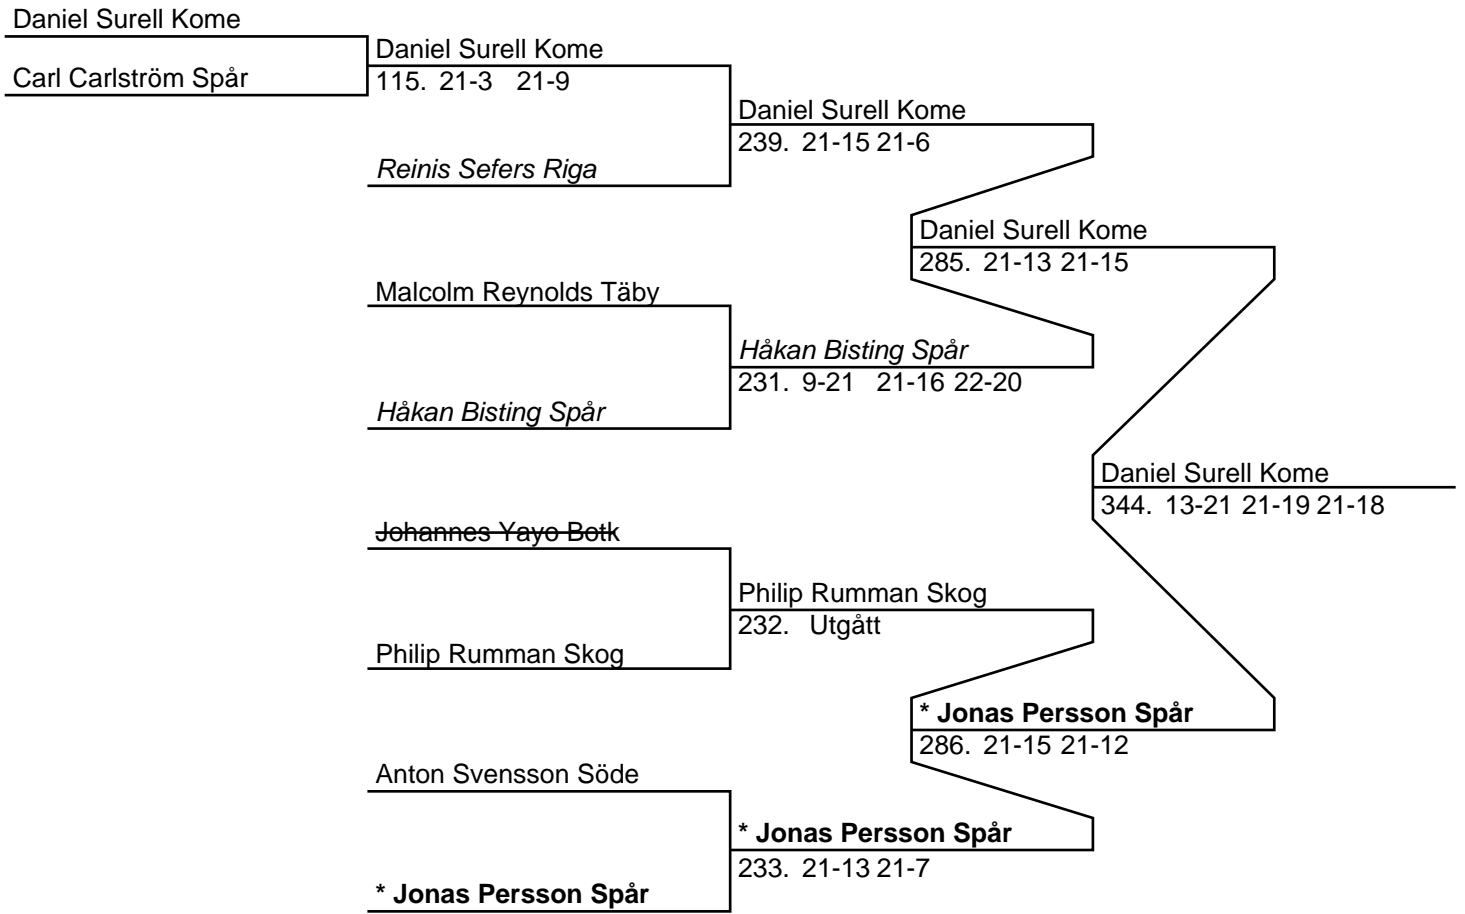 Daniel Surell Kome
Carl Carlström Spår
Daniel Surell Kome
115. 21-3 21-9
Reinis Sefers Riga
Daniel Surell Kome
239. 21-15 21-6
Malcolm Reynolds Täby
Håkan Bisting Spår
Håkan Bisting Spår
231. 9-21 21-16 22-20
Daniel Surell Kome
285. 21-13 21-15
Johannes Yayo Botk
Philip Rumman Skog
Philip Rumman Skog
232. Utgått
Anton Svensson Söde
* Jonas Persson Spår
* Jonas Persson Spår
233. 21-13 21-7
* Jonas Persson Spår
286. 21-15 21-12
Daniel Surell Kome
344. 13-21 21-19 21-18